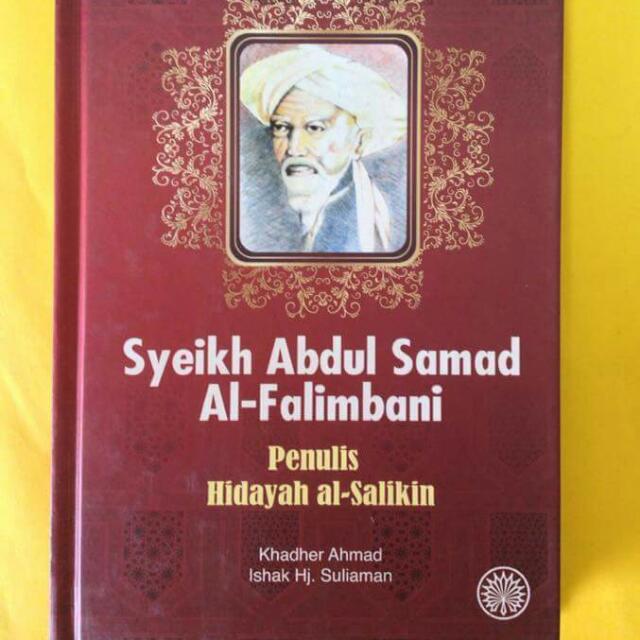 Syeikh Abdul Samad
Al-Falimbani
Penulis
Hidayah al-Salikin
Khadher Ahmad
Ishak Hj. Suliaman